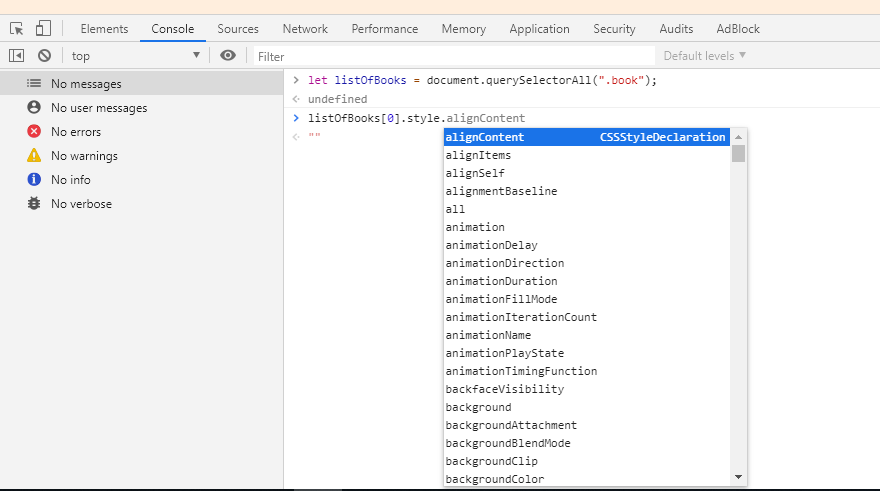 Elements Console Sources Network Performance Memory Application Security Audits AdBlock
top Filter Default levels
No messages
No user messages
No errors
No warnings
No info
No verbose
let listOfBooks = document.querySelectorAll(".book");
undefined
listOfBooks[0].style.alignContent
""
alignContent CSSStyleDeclaration
alignItems
alignSelf
alignmentBaseline
all
animation
animationDelay
animationDirection
animationDuration
animationFillMode
animationIterationCount
animationName
animationPlayState
animationTimingFunction
backfaceVisibility
background
backgroundAttachment
backgroundBlendMode
backgroundClip
backgroundColor